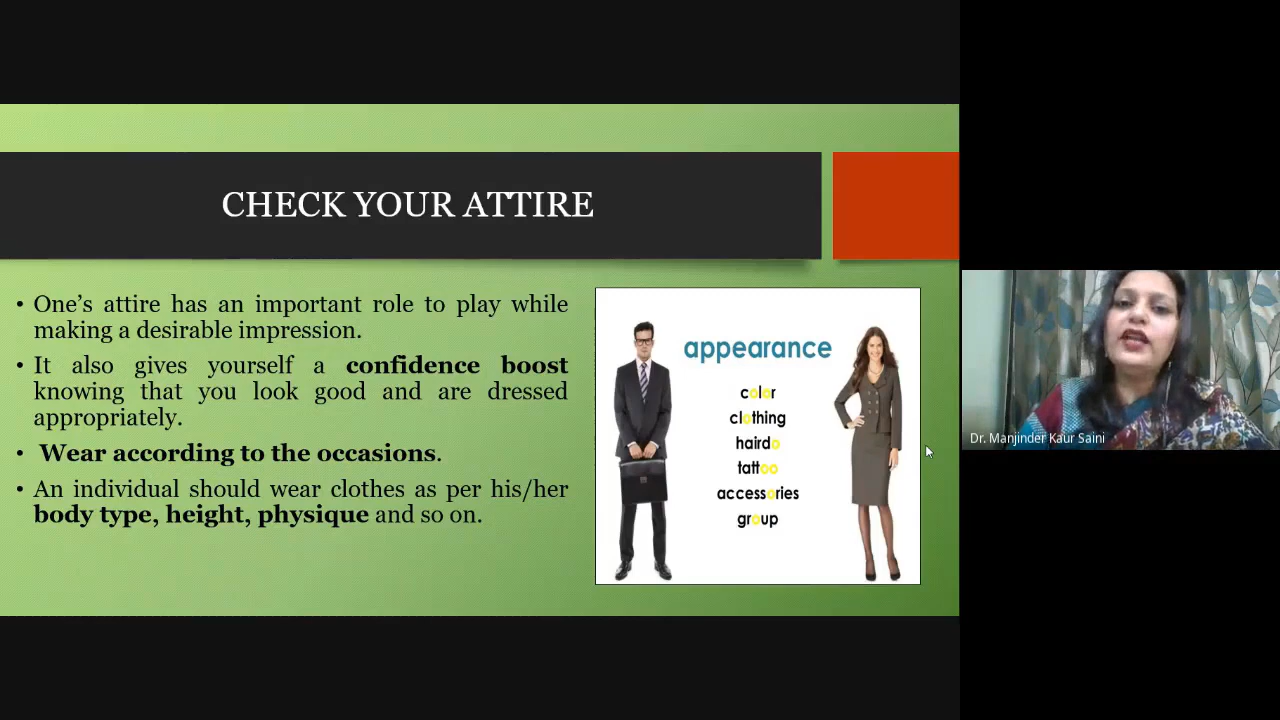 CHECK YOUR ATTIRE
• One’s attire has an important role to play while
making a desirable impression.
• It also gives yourself a confidence boost
knowing that you look good and are dressed
appropriately.
• Wear according to the occasions.
• An individual should wear clothes as per his/her
body type, height, physique and so on.
appearance
color
clothing
hairdo
tattoo
accessories
group
Dr. Manjinder Kaur Saini